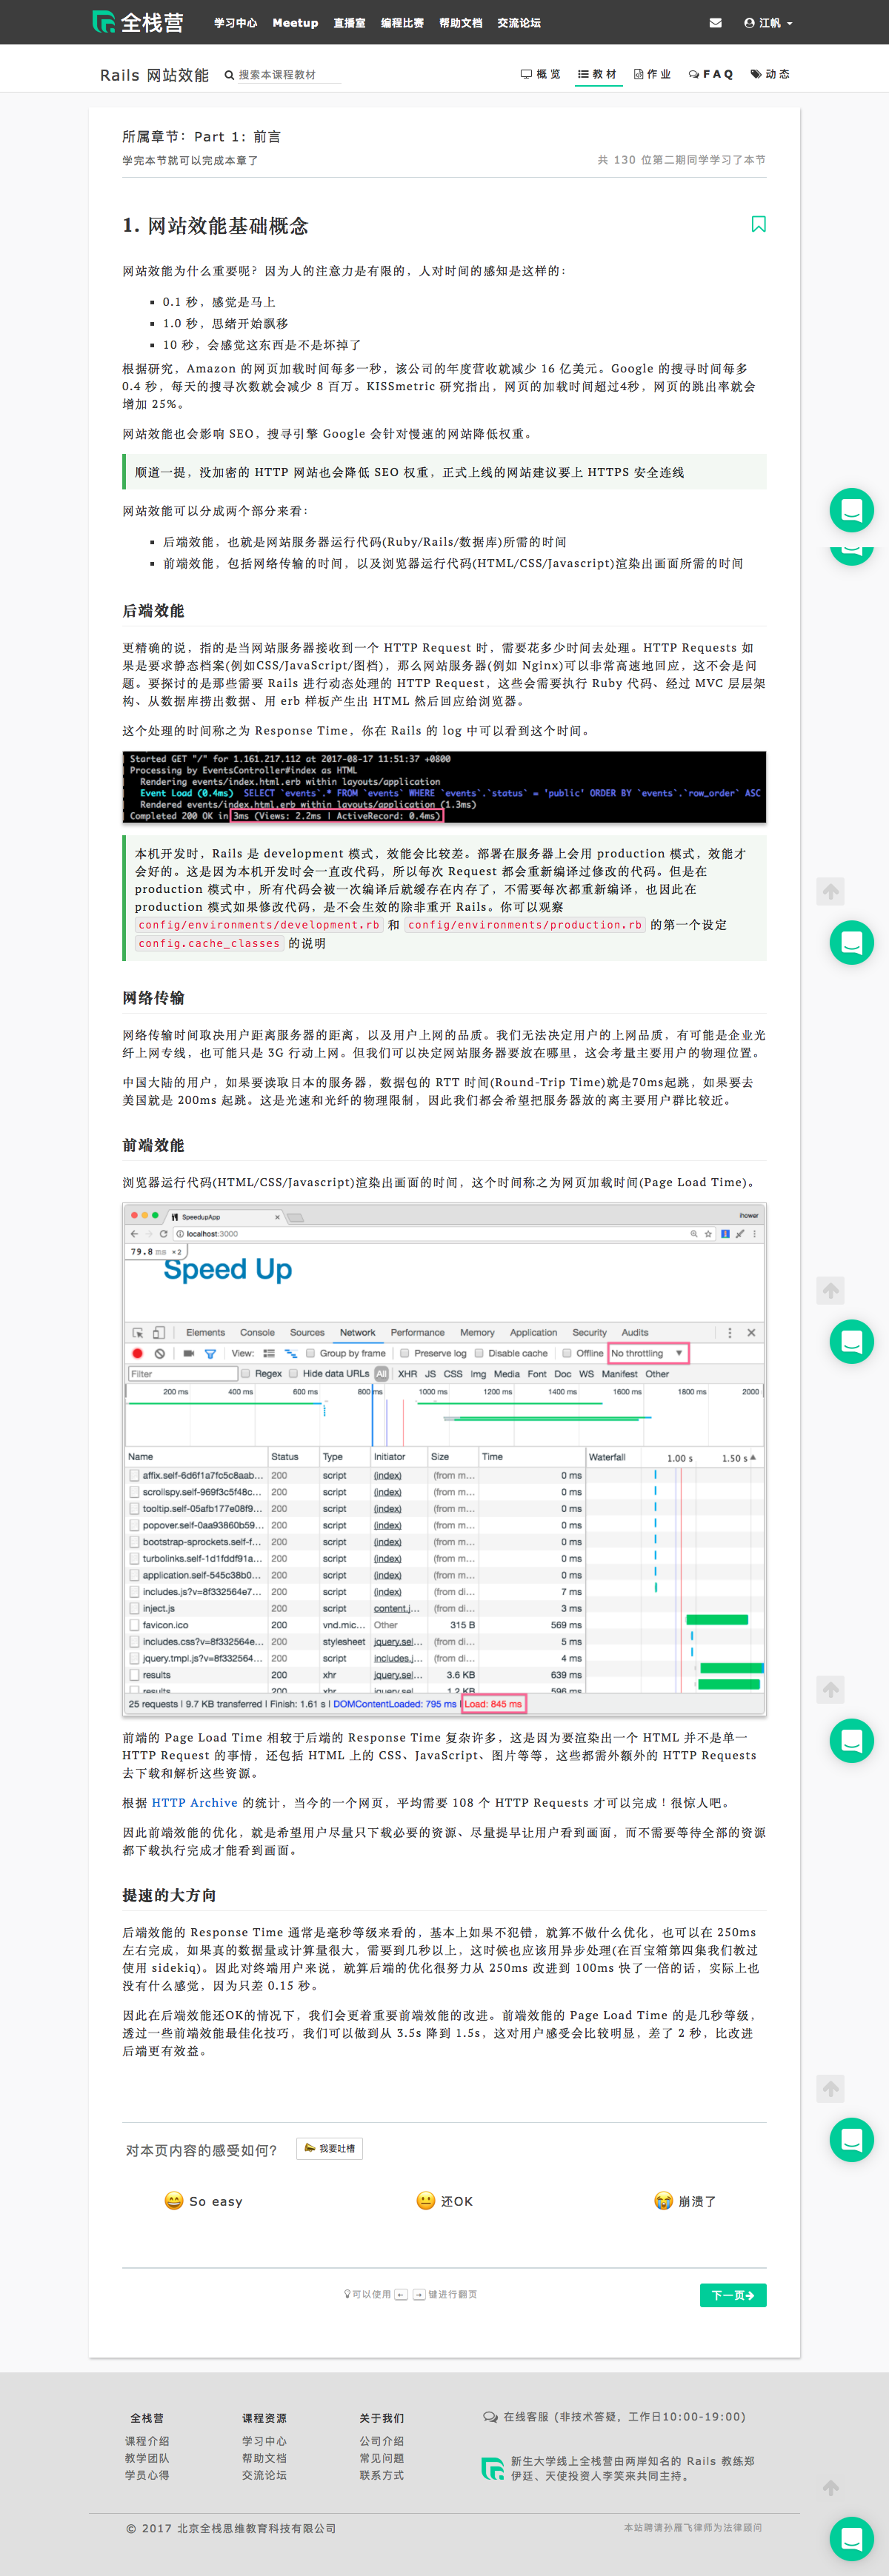 全栈营 学习中心 Meetup 直播室 编程比赛 帮助文档 交流论坛 江帆
Rails 网站效能 搜索本课程教材 概览 教材 作业 FAQ 动态
所属章节：Part 1: 前言
学完本节就可以完成本章了 共 130 位第二期同学学习了本节
1. 网站效能基础概念
网站效能为什么重要呢？因为人的注意力是有限的，人对时间的感知是这样的：
0.1 秒，感觉是马上
1.0 秒，思绪开始飘移
10 秒，会感觉这东西是不是坏掉了
根据研究，Amazon 的网页加载时间每多一秒，该公司的年度营收就减少 16 亿美元。Google 的搜寻时间每多
0.4 秒，每天的搜寻次数就会减少 8 百万。KISSmetric 研究指出，网页的加载时间超过4秒，网页的跳出率就会
增加 25%。
网站效能也会影响 SEO，搜寻引擎 Google 会针对慢速的网站降低权重。
顺道一提，没加密的 HTTP 网站也会降低 SEO 权重，正式上线的网站建议要上 HTTPS 安全连线
网站效能可以分成两个部分来看：
后端效能，也就是网站服务器运行代码(Ruby/Rails/数据库)所需的时间
前端效能，包括网络传输的时间，以及浏览器运行代码(HTML/CSS/Javascript)渲染出画面所需的时间
后端效能
更精确的说，指的是当网站服务器接收到一个 HTTP Request 时，需要花多少时间去处理。HTTP Requests 如
果是要求静态档案(例如CSS/JavaScript/图档)，那么网站服务器(例如 Nginx)可以非常高速地回应，这不会是问
题。要探讨的是那些需要 Rails 进行动态处理的 HTTP Request，这些会需要执行 Ruby 代码、经过 MVC 层层架
构、从数据库捞出数据、用 erb 样板产生出 HTML 然后回应给浏览器。
这个处理的时间称之为 Response Time，你在 Rails 的 log 中可以看到这个时间。
Started GET "/" for 1.161.217.112 at 2017-08-17 11:51:37 +0800
Processing by EventsController#index as HTML
Rendering events/index.html.erb within layouts/application
Event Load (0.4ms) SELECT `events`.* FROM `events` WHERE `events`.`status` = 'public' ORDER BY `events`.`row_order` ASC
Rendered events/index.html.erb within layouts/application (1.3ms)
Completed 200 OK in 3ms (Views: 2.2ms | ActiveRecord: 0.4ms)
本机开发时，Rails 是 development 模式，效能会比较差。部署在服务器上会用 production 模式，效能才
会好的。这是因为本机开发时会一直改代码，所以每次 Request 都会重新编译过修改的代码。但是在
production 模式中，所有代码会被一次编译后就缓存在内存了，不需要每次都重新编译，也因此在
production 模式如果修改代码，是不会生效的除非重开 Rails。你可以观察
config/environments/development.rb 和 config/environments/production.rb 的第一个设定
config.cache_classes 的说明
网络传输
网络传输时间取决用户距离服务器的距离，以及用户上网的品质。我们无法决定用户的上网品质，有可能是企业光
纤上网专线，也可能只是 3G 行动上网。但我们可以决定网站服务器要放在哪里，这会考量主要用户的物理位置。
中国大陆的用户，如果要读取日本的服务器，数据包的 RTT 时间(Round-Trip Time)就是70ms起跳，如果要去
美国就是 200ms 起跳。这是光速和光纤的物理限制，因此我们都会希望把服务器放的离主要用户群比较近。
前端效能
浏览器运行代码(HTML/CSS/Javascript)渲染出画面的时间，这个时间称之为网页加载时间(Page Load Time)。
SpeedupApp ihower
localhost:3000
79.8 ms ×2
Speed Up
Elements Console Sources Network Performance Memory Application Security Audits
View: Group by frame Preserve log Disable cache Offline No throttling
Filter Regex Hide data URLs All XHR JS CSS Img Media Font Doc WS Manifest Other
200 ms 400 ms 600 ms 800 ms 1000 ms 1200 ms 1400 ms 1600 ms 1800 ms 2000
Name Status Type Initiator Size Time Waterfall 1.00 s 1.50 s
affix.self-6d6f1a7fc5c8aab... 200 script (index) (from m... 0 ms
scrollspy.self-969f3c5f48c... 200 script (index) (from m... 0 ms
tooltip.self-05afb177e08f9... 200 script (index) (from m... 0 ms
popover.self-0aa93860b59... 200 script (index) (from m... 0 ms
bootstrap-sprockets.self-f... 200 script (index) (from m... 0 ms
turbolinks.self-1d1fddf91a... 200 script (index) (from m... 0 ms
application.self-545c38b0... 200 script (index) (from m... 0 ms
includes.js?v=8f332564e7... 200 script (index) (from di... 7 ms
inject.js 200 script content.j... (from di... 3 ms
favicon.ico 200 vnd.mic... Other 315 B 569 ms
includes.css?v=8f332564e... 200 stylesheet jquery.sel... (from di... 5 ms
jquery.tmpl.js?v=8f332564... 200 script includes.j... (from di... 4 ms
results 200 xhr jquery.sel... 3.6 KB 639 ms
results 200 xhr jquery.sel... 1.2 KB 596 ms
25 requests | 9.7 KB transferred | Finish: 1.61 s | DOMContentLoaded: 795 ms | Load: 845 ms
前端的 Page Load Time 相较于后端的 Response Time 复杂许多，这是因为要渲染出一个 HTML 并不是单一
HTTP Request 的事情，还包括 HTML 上的 CSS、JavaScript、图片等等，这些都需外额外的 HTTP Requests
去下载和解析这些资源。
根据 HTTP Archive 的统计，当今的一个网页，平均需要 108 个 HTTP Requests 才可以完成！很惊人吧。
因此前端效能的优化，就是希望用户尽量只下载必要的资源、尽量提早让用户看到画面，而不需要等待全部的资源
都下载执行完成才能看到画面。
提速的大方向
后端效能的 Response Time 通常是毫秒等级来看的，基本上如果不犯错，就算不做什么优化，也可以在 250ms
左右完成，如果真的数据量或计算量很大，需要到几秒以上，这时候也应该用异步处理(在百宝箱第四集我们教过
使用 sidekiq)。因此对终端用户来说，就算后端的优化很努力从 250ms 改进到 100ms 快了一倍的话，实际上也
没有什么感觉，因为只差 0.15 秒。
因此在后端效能还OK的情况下，我们会更着重要前端效能的改进。前端效能的 Page Load Time 的是几秒等级，
透过一些前端效能最佳化技巧，我们可以做到从 3.5s 降到 1.5s，这对用户感受会比较明显，差了 2 秒，比改进
后端更有效益。
对本页内容的感受如何？ 我要吐槽
So easy 还OK 崩溃了
可以使用 ← → 键进行翻页 下一页
全栈营 课程资源 关于我们 在线客服 (非技术答疑，工作日10:00-19:00)
课程介绍 学习中心 公司介绍
教学团队 帮助文档 常见问题 新生大学线上全栈营由两岸知名的 Rails 教练郑
学员心得 交流论坛 联系方式 伊廷、天使投资人李笑来共同主持。
© 2017 北京全栈思维教育科技有限公司 本站聘请孙雁飞律师为法律顾问